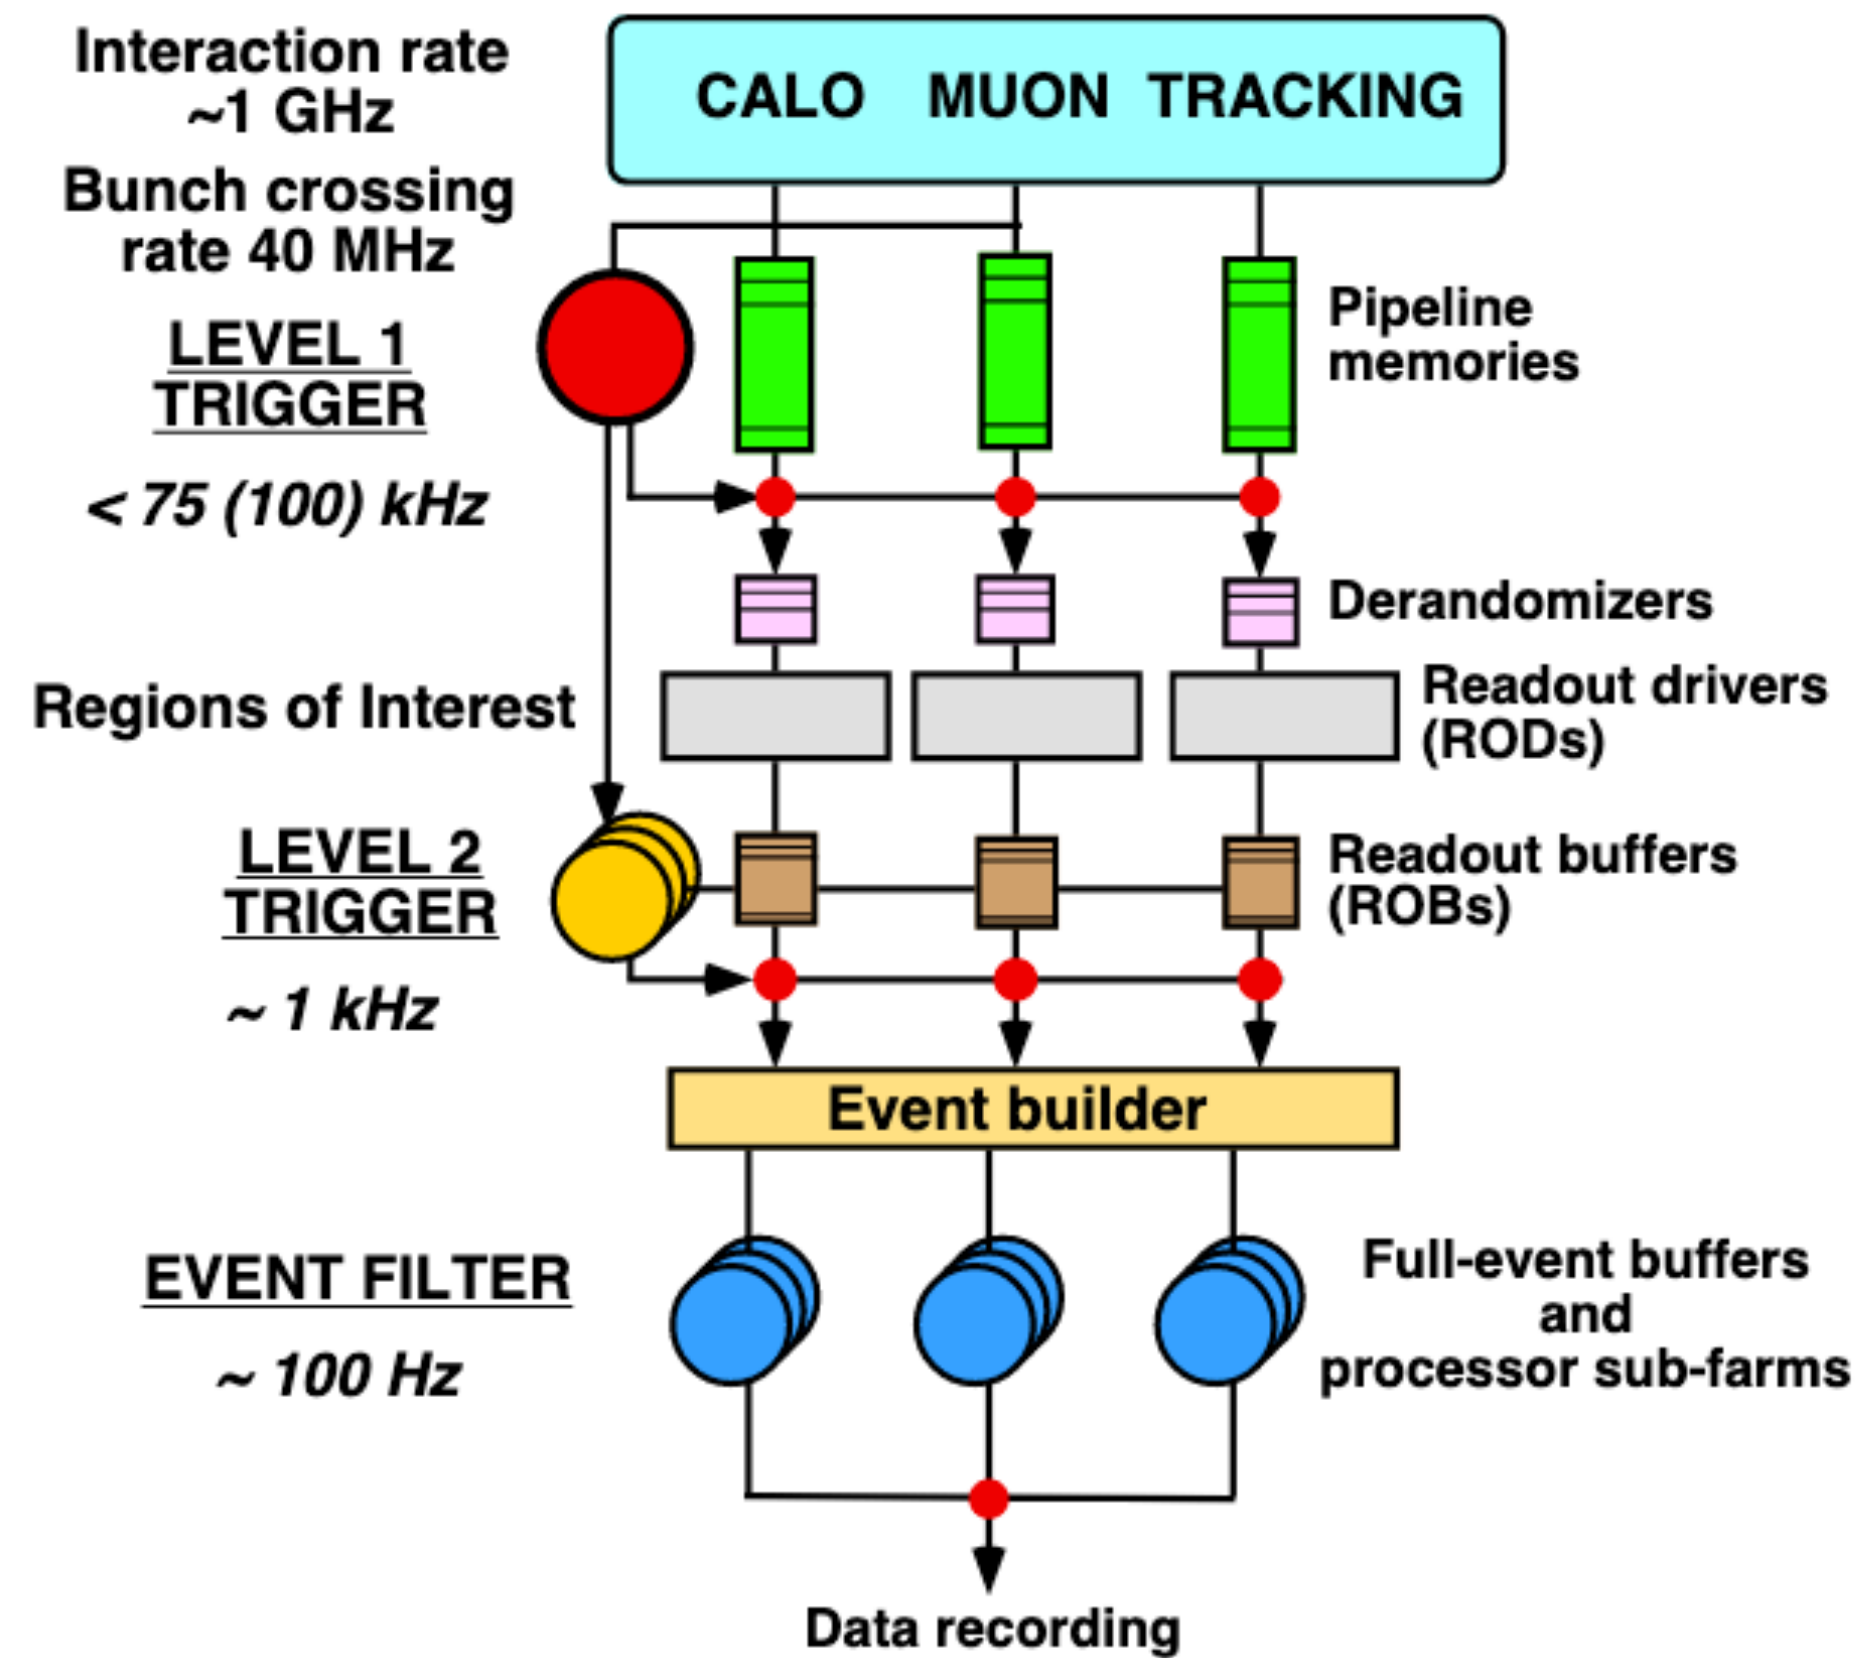 Interaction rate
~1 GHz
Bunch crossing
rate 40 MHz
CALO MUON TRACKING
LEVEL 1
TRIGGER
Pipeline
memories
< 75 (100) kHz
Derandomizers
Regions of Interest
Readout drivers
(RODs)
LEVEL 2
TRIGGER
Readout buffers
(ROBs)
~ 1 kHz
Event builder
EVENT FILTER
~ 100 Hz
Full-event buffers
and
processor sub-farms
Data recording